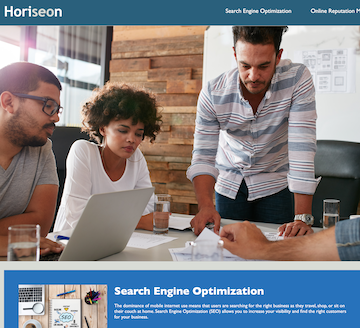 Horiseon
Search Engine Optimization Online Reputation M
Search Engine Optimization
The dominance of mobile internet use means that users are searching for the right business as they travel, shop, or sit on
their couch at home. Search Engine Optimization (SEO) allows you to increase your visibility and find the right customers
for your business.
SEO